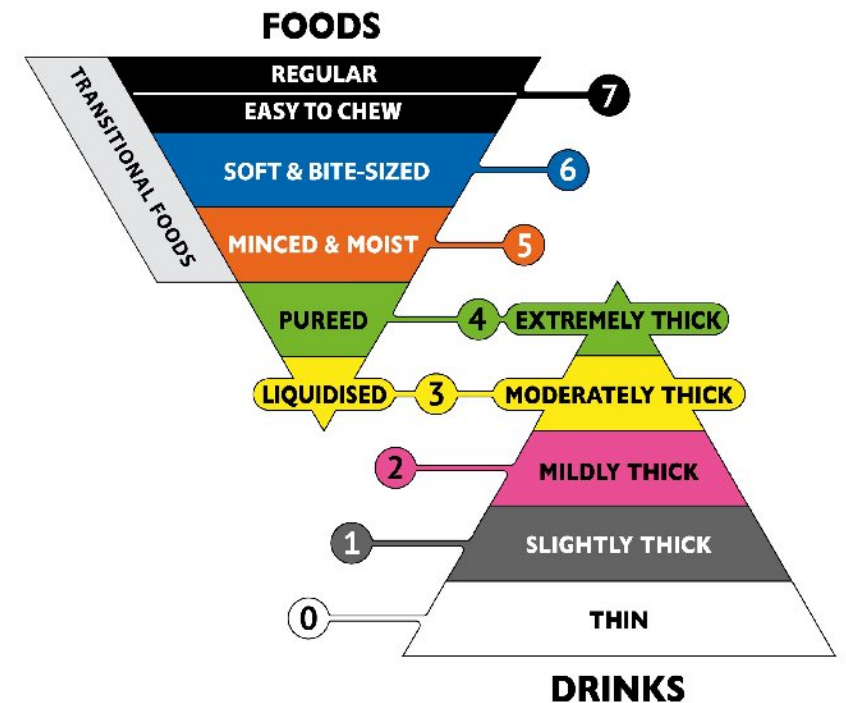 FOODS
TRANSITIONAL FOODS
REGULAR
7
EASY TO CHEW
SOFT & BITE-SIZED
6
MINCED & MOIST
5
PUREED
4
EXTREMELY THICK
LIQUIDISED
3
MODERATELY THICK
2
MILDLY THICK
1
SLIGHTLY THICK
0
THIN
DRINKS